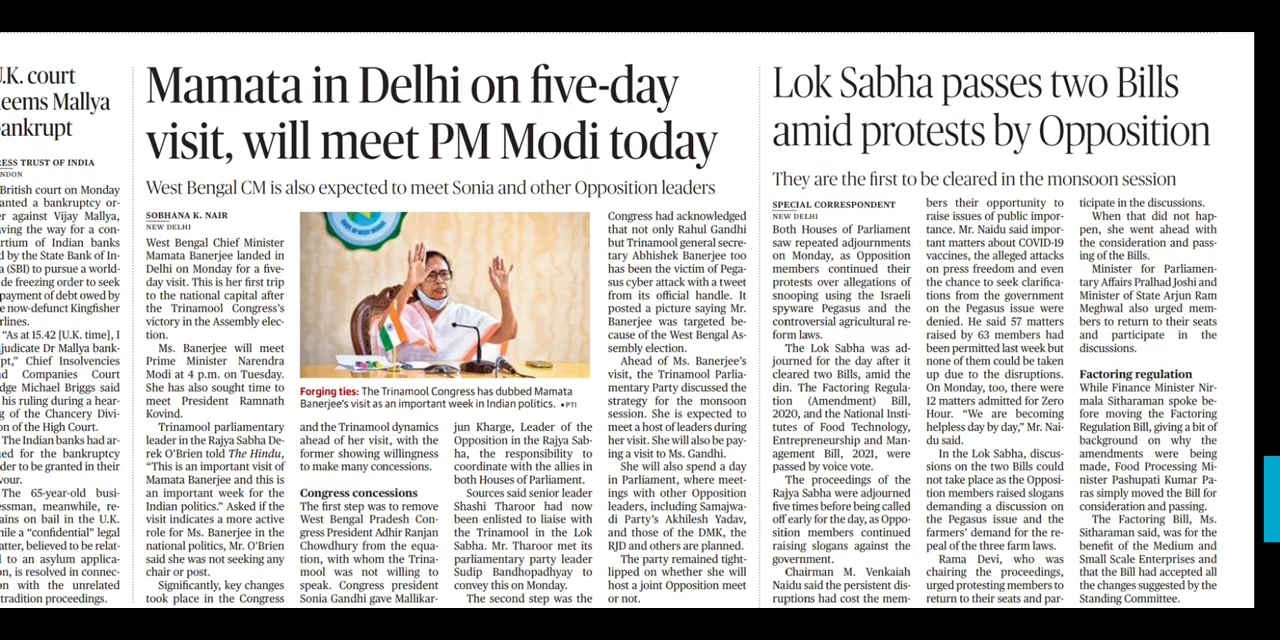 .K. court
eems Mallya
ankrupt
ESS TRUST OF INDIA
NDON
British court on Monday
anted a bankruptcy or-
er against Vijay Mallya,
ving the way for a con-
rtium of Indian banks
d by the State Bank of In-
a (SBI) to pursue a world-
de freezing order to seek
payment of debt owed by
e now-defunct Kingfisher
rlines.
"As at 15.42 [U.K. time], I
judicate Dr Mallya bank-
pt," Chief Insolvencies
d Companies Court
dge Michael Briggs said
his ruling during a hear-
g of the Chancery Divi-
on of the High Court.
The Indian banks had ar-
ed for the bankruptcy
der to be granted in their
vour.
The 65-year-old busi-
essman, meanwhile, re-
ains on bail in the U.K.
hile a "confidential" legal
atter, believed to be relat-
to an asylum applica-
on, is resolved in connec-
on with the unrelated
tradition proceedings.
Mamata in Delhi on five-day
visit, will meet PM Modi today
West Bengal CM is also expected to meet Sonia and other Opposition leaders
SOBHANA K. NAIR
NEW DELHI
West Bengal Chief Minister
Mamata Banerjee landed in
Delhi on Monday for a five-
day visit. This is her first trip
to the national capital after
the Trinamool Congress's
victory in the Assembly elec-
tion.
Ms. Banerjee will meet
Prime Minister Narendra
Modi at 4 p.m. on Tuesday.
She has also sought time to
meet President Ramnath
Kovind.
Trinamool parliamentary
leader in the Rajya Sabha De-
rek O'Brien told The Hindu,
"This is an important visit of
Mamata Banerjee and this is
an important week for the
Indian politics." Asked if the
visit indicates a more active
role for Ms. Banerjee in the
national politics, Mr. O'Brien
said she was not seeking any
chair or post.
Significantly, key changes
took place in the Congress
Forging ties: The Trinamool Congress has dubbed Mamata
Banerjee's visit as an important week in Indian politics. •PTI
and the Trinamool dynamics
ahead of her visit, with the
former showing willingness
to make many concessions.
Congress concessions
The first step was to remove
West Bengal Pradesh Con-
gress President Adhir Ranjan
Chowdhury from the equa-
tion, with whom the Trina-
mool was not willing to
speak. Congress president
Sonia Gandhi gave Mallikar-
jun Kharge, Leader of the
Opposition in the Rajya Sab-
ha, the responsibility to
coordinate with the allies in
both Houses of Parliament.
Sources said senior leader
Shashi Tharoor had now
been enlisted to liaise with
the Trinamool in the Lok
Sabha. Mr. Tharoor met its
parliamentary party leader
Sudip Bandhopadhyay to
convey this on Monday.
The second step was the
Congress had acknowledged
that not only Rahul Gandhi
but Trinamool general secre-
tary Abhishek Banerjee too
has been the victim of Pega-
sus cyber attack with a tweet
from its official handle. It
posted a picture saying Mr.
Banerjee was targeted be-
cause of the West Bengal As-
sembly election.
Ahead of Ms. Banerjee's
visit, the Trinamool Parlia-
mentary Party discussed the
strategy for the monsoon
session. She is expected to
meet a host of leaders during
her visit. She will also be pay-
ing a visit to Ms. Gandhi.
She will also spend a day
in Parliament, where meet-
ings with other Opposition
leaders, including Samajwa-
di Party's Akhilesh Yadav,
and those of the DMK, the
RJD and others are planned.
The party remained tight-
lipped on whether she will
host a joint Opposition meet
or not.
Lok Sabha passes two Bills
amid protests by Opposition
They are the first to be cleared in the monsoon session
SPECIAL CORRESPONDENT
NEW DELHI
Both Houses of Parliament
saw repeated adjournments
on Monday, as Opposition
members continued their
protests over allegations of
snooping using the Israeli
spyware Pegasus and the
controversial agricultural re-
form laws.
The Lok Sabha was ad-
journed for the day after it
cleared two Bills, amid the
din. The Factoring Regula-
tion (Amendment) Bill,
2020, and the National Insti-
tutes of Food Technology,
Entrepreneurship and Man-
agement Bill, 2021, were
passed by voice vote.
The proceedings of the
Rajya Sabha were adjourned
five times before being called
off early for the day, as Oppo-
sition members continued
raising slogans against the
government.
Chairman M. Venkaiah
Naidu said the persistent dis-
ruptions had cost the mem-
bers their opportunity to
raise issues of public impor-
tance. Mr. Naidu said impor-
tant matters about COVID-19
vaccines, the alleged attacks
on press freedom and even
the chance to seek clarifica-
tions from the government
on the Pegasus issue were
denied. He said 57 matters
raised by 63 members had
been permitted last week but
none of them could be taken
up due to the disruptions.
On Monday, too, there were
12 matters admitted for Zero
Hour. "We are becoming
helpless day by day," Mr. Nai-
du said.
In the Lok Sabha, discus-
sions on the two Bills could
not take place as the Opposi-
tion members raised slogans
demanding a discussion on
the Pegasus issue and the
farmers' demand for the re-
peal of the three farm laws.
Rama Devi, who was
chairing the proceedings,
urged protesting members to
return to their seats and par-
ticipate in the discussions.
When that did not hap-
pen, she went ahead with
the consideration and pass-
ing of the Bills.
Minister for Parliamen-
tary Affairs Pralhad Joshi and
Minister of State Arjun Ram
Meghwal also urged mem-
bers to return to their seats
and participate in the
discussions.
Factoring regulation
While Finance Minister Nir-
mala Sitharaman spoke be-
fore moving the Factoring
Regulation Bill, giving a bit of
background on why the
amendments were being
made, Food Processing Mi-
nister Pashupati Kumar Pa-
ras simply moved the Bill for
consideration and passing.
The Factoring Bill, Ms.
Sitharaman said, was for the
benefit of the Medium and
Small Scale Enterprises and
that the Bill had accepted all
the changes suggested by the
Standing Committee.